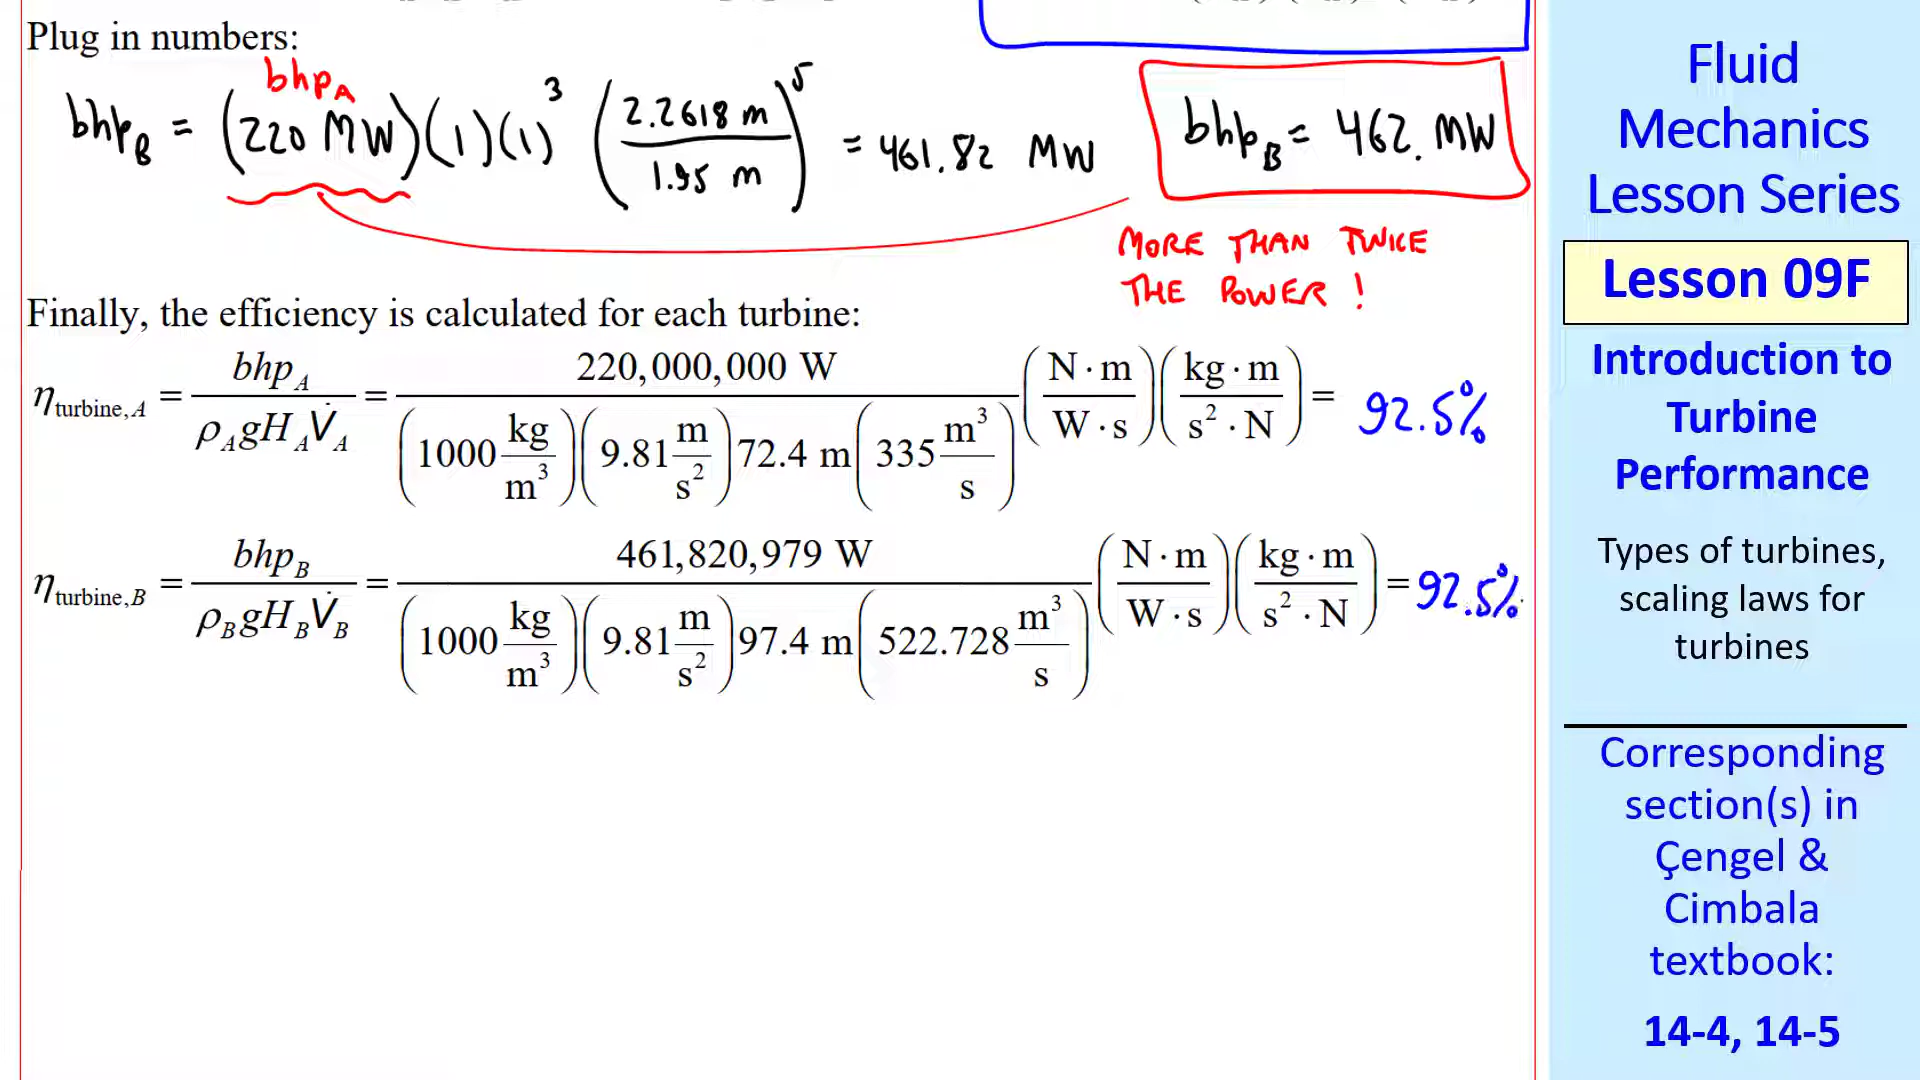 Plug in numbers:
bhp_A
bhp_B = (220 MW)(1)(1)^3 (2.2618 m / 1.95 m)^5 = 461.82 MW
bhp_B = 462. MW
MORE THAN TWICE
THE POWER !
Finally, the efficiency is calculated for each turbine:
η_turbine,A = bhp_A / (ρ_A g H_A V̇_A) = 220,000,000 W / ((1000 kg/m^3)(9.81 m/s^2) 72.4 m (335 m^3/s)) (N·m / W·s)(kg·m / s^2·N) = 92.5%
η_turbine,B = bhp_B / (ρ_B g H_B V̇_B) = 461,820,979 W / ((1000 kg/m^3)(9.81 m/s^2) 97.4 m (522.728 m^3/s)) (N·m / W·s)(kg·m / s^2·N) = 92.5%
Fluid
Mechanics
Lesson Series
Lesson 09F
Introduction to
Turbine
Performance
Types of turbines,
scaling laws for
turbines
Corresponding
section(s) in
Çengel &
Cimbala
textbook:
14-4, 14-5